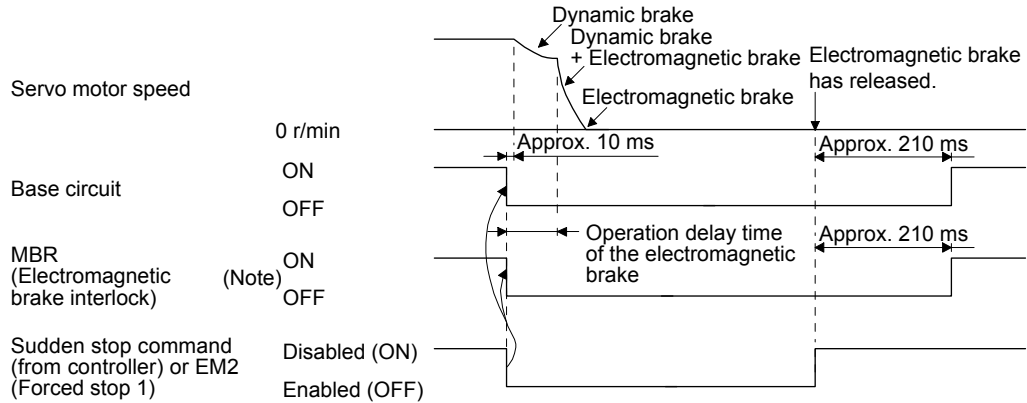 Dynamic brake
Dynamic brake
+ Electromagnetic brake
Electromagnetic brake
has released.
Servo motor speed
Electromagnetic brake
0 r/min
Approx. 10 ms
Approx. 210 ms
Base circuit
ON
OFF
Operation delay time
of the electromagnetic
brake
Approx. 210 ms
MBR
(Electromagnetic
brake interlock)
(Note)
ON
OFF
Sudden stop command
(from controller) or EM2
(Forced stop 1)
Disabled (ON)
Enabled (OFF)